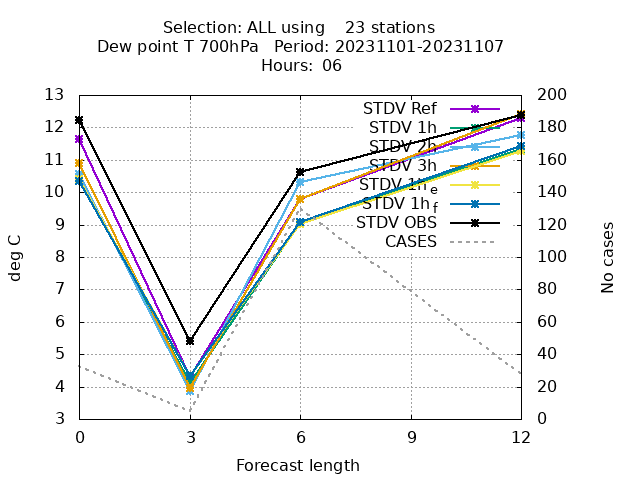 Selection: ALL using    23 stations
Dew point T 700hPa   Period: 20231101-20231107
Hours: 06
13
12
11
10
9
8
7
6
5
4
3
deg C
STDV Ref
STDV 1h
STDV 2h
STDV 3h
STDV 1h_e
STDV 1h_f
STDV OBS
CASES
200
180
160
140
120
100
80
60
40
20
0
No cases
0 3 6 9 12
Forecast length